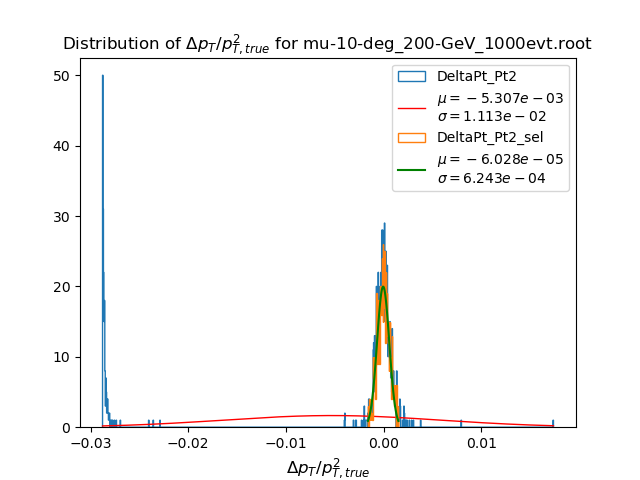 Distribution of Δp_T/p²_{T,true} for mu-10-deg_200-GeV_1000evt.root
50
40
30
20
10
0
−0.03
−0.02
−0.01
0.00
0.01
Δp_T/p²_{T,true}
DeltaPt_Pt2
μ = −5.307e − 03
σ = 1.113e − 02
DeltaPt_Pt2_sel
μ = −6.028e − 05
σ = 6.243e − 04